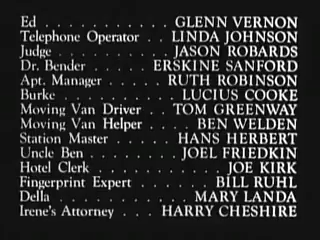 Ed . . . . . . . . . . . GLENN VERNON
Telephone Operator . . LINDA JOHNSON
Judge . . . . . . . . . JASON ROBARDS
Dr. Bender . . . . . . ERSKINE SANFORD
Apt. Manager . . . . . RUTH ROBINSON
Burke . . . . . . . . . LUCIUS COOKE
Moving Van Driver . . TOM GREENWAY
Moving Van Helper . . . . BEN WELDEN
Station Master . . . . . HANS HERBERT
Uncle Ben . . . . . . . JOEL FRIEDKIN
Hotel Clerk . . . . . . . . . JOE KIRK
Fingerprint Expert . . . . . BILL RUHL
Della . . . . . . . . . . MARY LANDA
Irene's Attorney . . . HARRY CHESHIRE